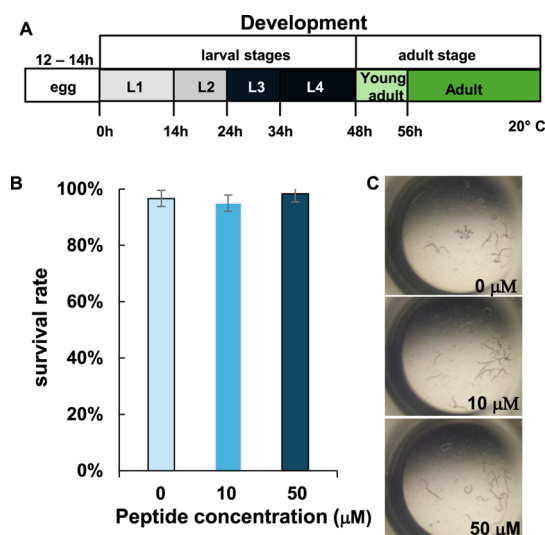 Development
A
12 – 14h
larval stages
adult stage
egg
L1
L2
L3
L4
Young
adult
Adult
0h
14h
24h
34h
48h
56h
20° C
B
100%
80%
60%
40%
20%
0%
survival rate
0
10
50
Peptide concentration (μM)
C
0 μM
10 μM
50 μM